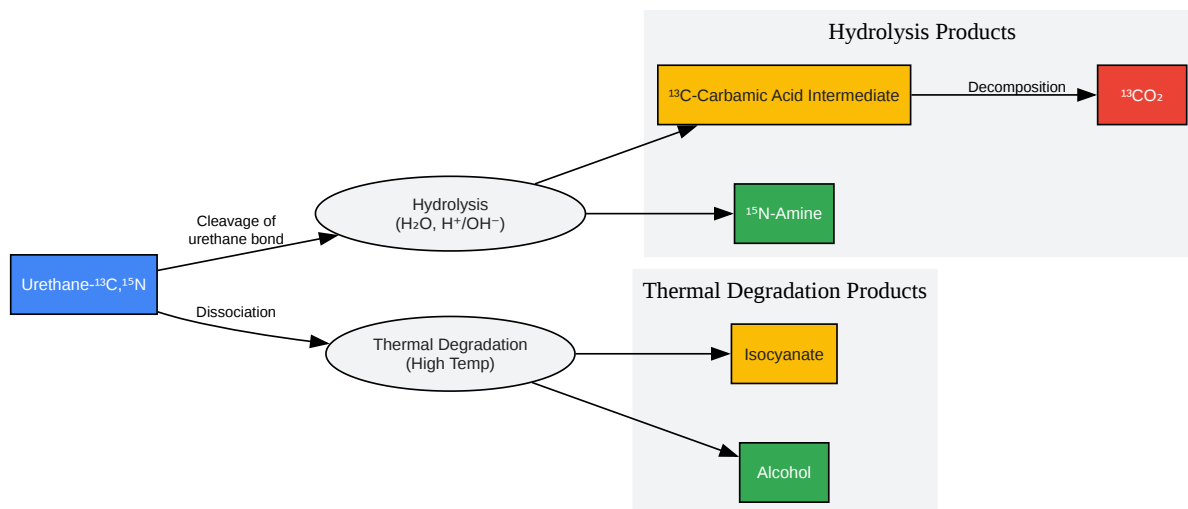 Hydrolysis Products
¹³C-Carbamic Acid Intermediate
Decomposition
¹³CO₂
Hydrolysis
(H₂O, H⁺/OH⁻)
¹⁵N-Amine
Cleavage of
urethane bond
Urethane-¹³C,¹⁵N
Dissociation
Thermal Degradation Products
Thermal Degradation
(High Temp)
Isocyanate
Alcohol